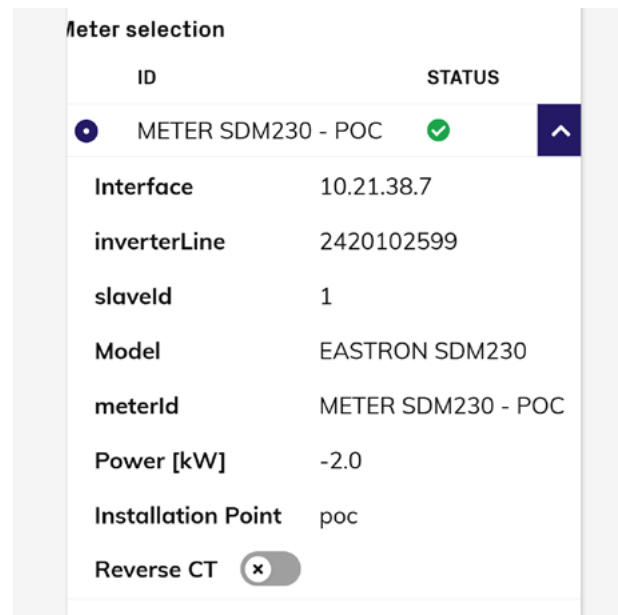 Meter selection
ID STATUS
METER SDM230 - POC
Interface 10.21.38.7
inverterLine 2420102599
slaveId 1
Model EASTRON SDM230
meterId METER SDM230 - POC
Power [kW] -2.0
Installation Point poc
Reverse CT